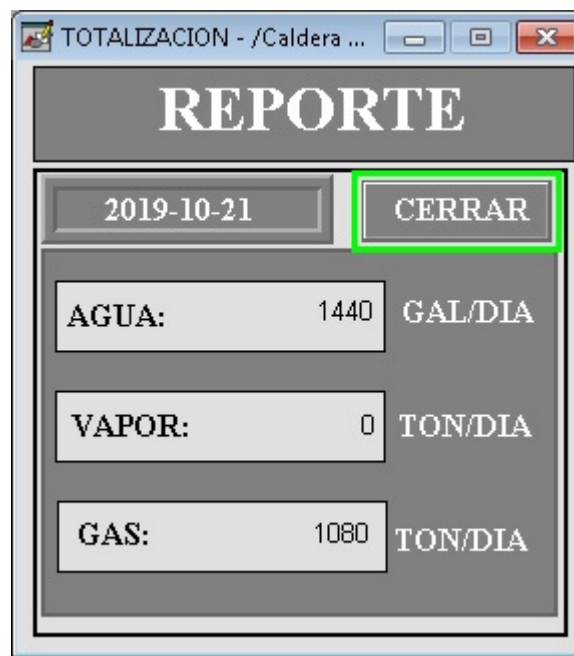 TOTALIZACION - /Caldera ...
REPORTE
2019-10-21 CERRAR
AGUA: 1440 GAL/DIA
VAPOR: 0 TON/DIA
GAS: 1080 TON/DIA